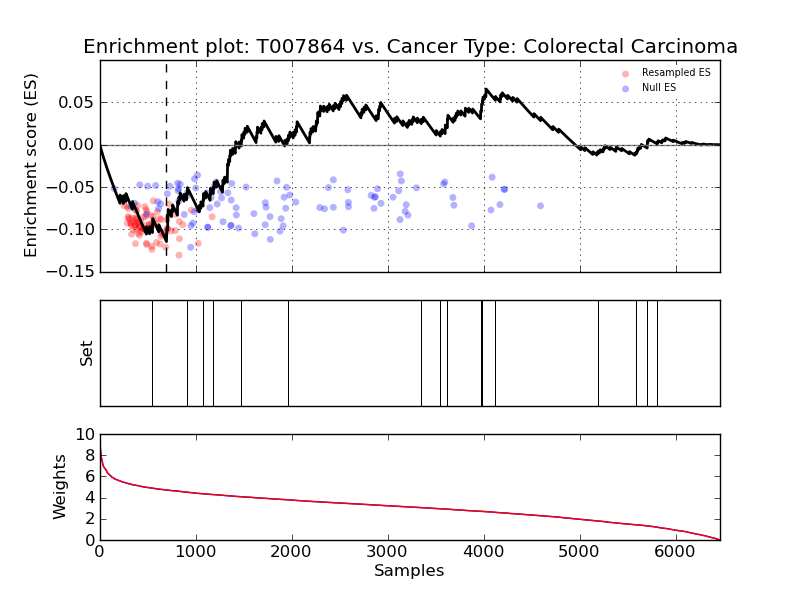 Enrichment plot: T007864 vs. Cancer Type: Colorectal Carcinoma
Enrichment score (ES)
0.05
0.00
−0.05
−0.10
−0.15
Resampled ES
Null ES
Set
Weights
10
8
6
4
2
0
0 1000 2000 3000 4000 5000 6000
Samples